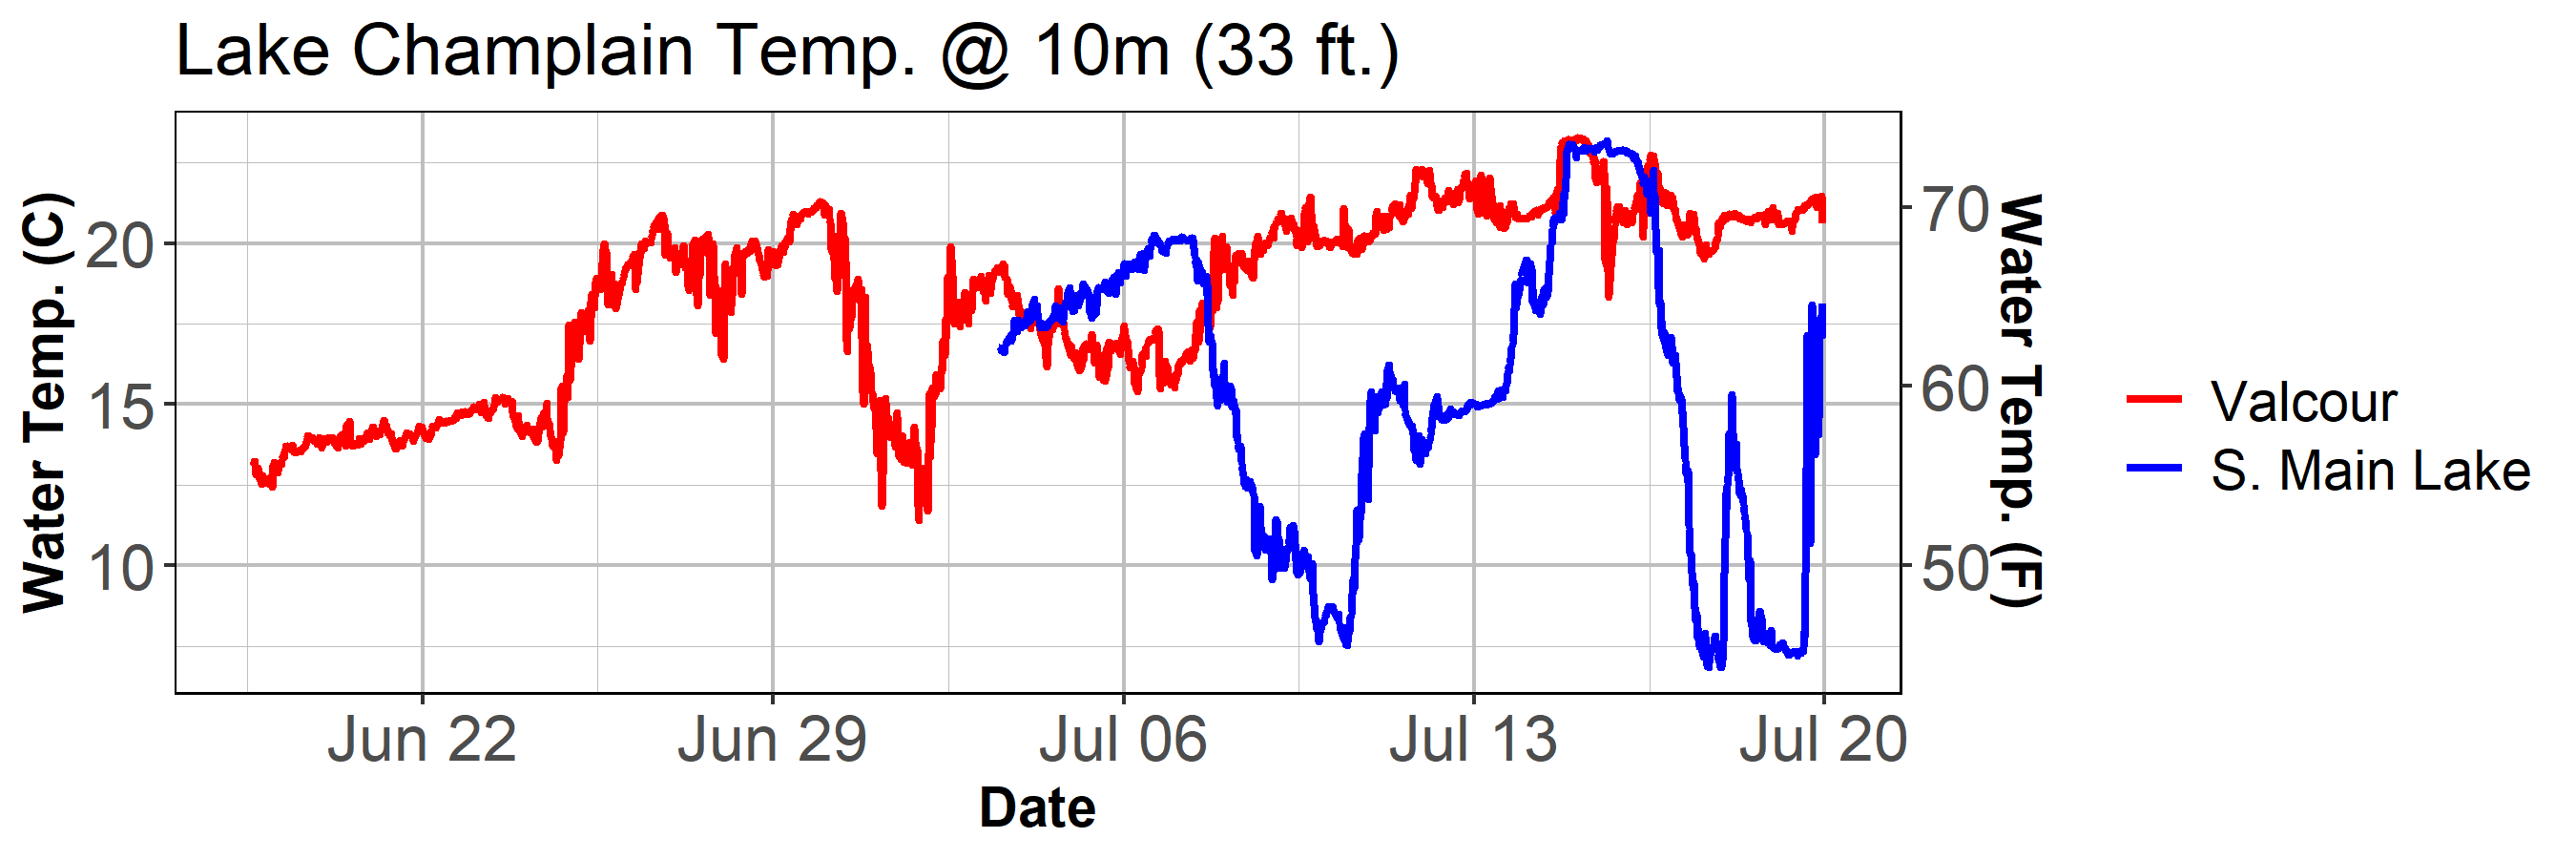 Lake Champlain Temp. @ 10m (33 ft.)
Water Temp. (C)
20
15
10
70
60
50
Water Temp. (F)
Jun 22
Jun 29
Jul 06
Jul 13
Jul 20
Date
Valcour
S. Main Lake